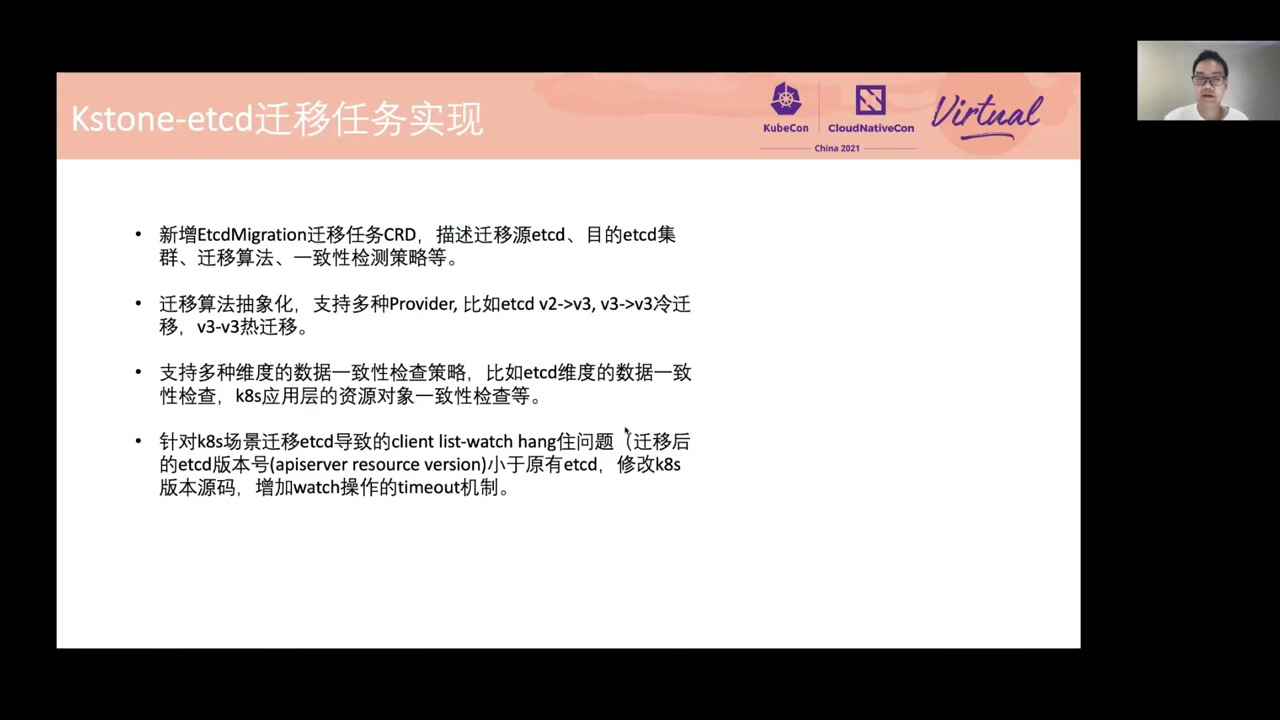 Kstone-etcd迁移任务实现
KubeCon
CloudNativeCon
China 2021
Virtual
• 新增EtcdMigration迁移任务CRD，描述迁移源etcd、目的etcd集
群、迁移算法、一致性检测策略等。
• 迁移算法抽象化，支持多种Provider, 比如etcd v2->v3, v3->v3冷迁
移，v3-v3热迁移。
• 支持多种维度的数据一致性检查策略，比如etcd维度的数据一致
性检查，k8s应用层的资源对象一致性检查等。
• 针对k8s场景迁移etcd导致的client list-watch hang住问题（迁移后
的etcd版本号(apiserver resource version)小于原有etcd，修改k8s
版本源码，增加watch操作的timeout机制。